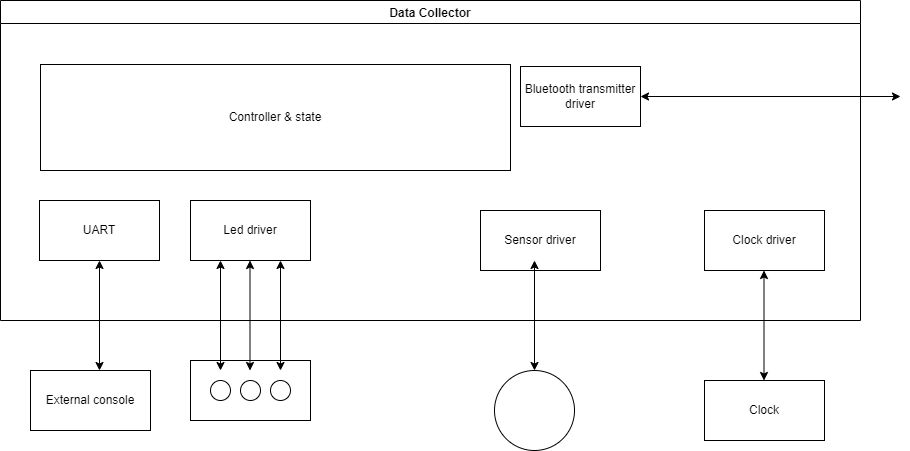 Data Collector
Controller & state
Bluetooth transmitter
driver
UART
Led driver
Sensor driver
Clock driver
External console
Clock